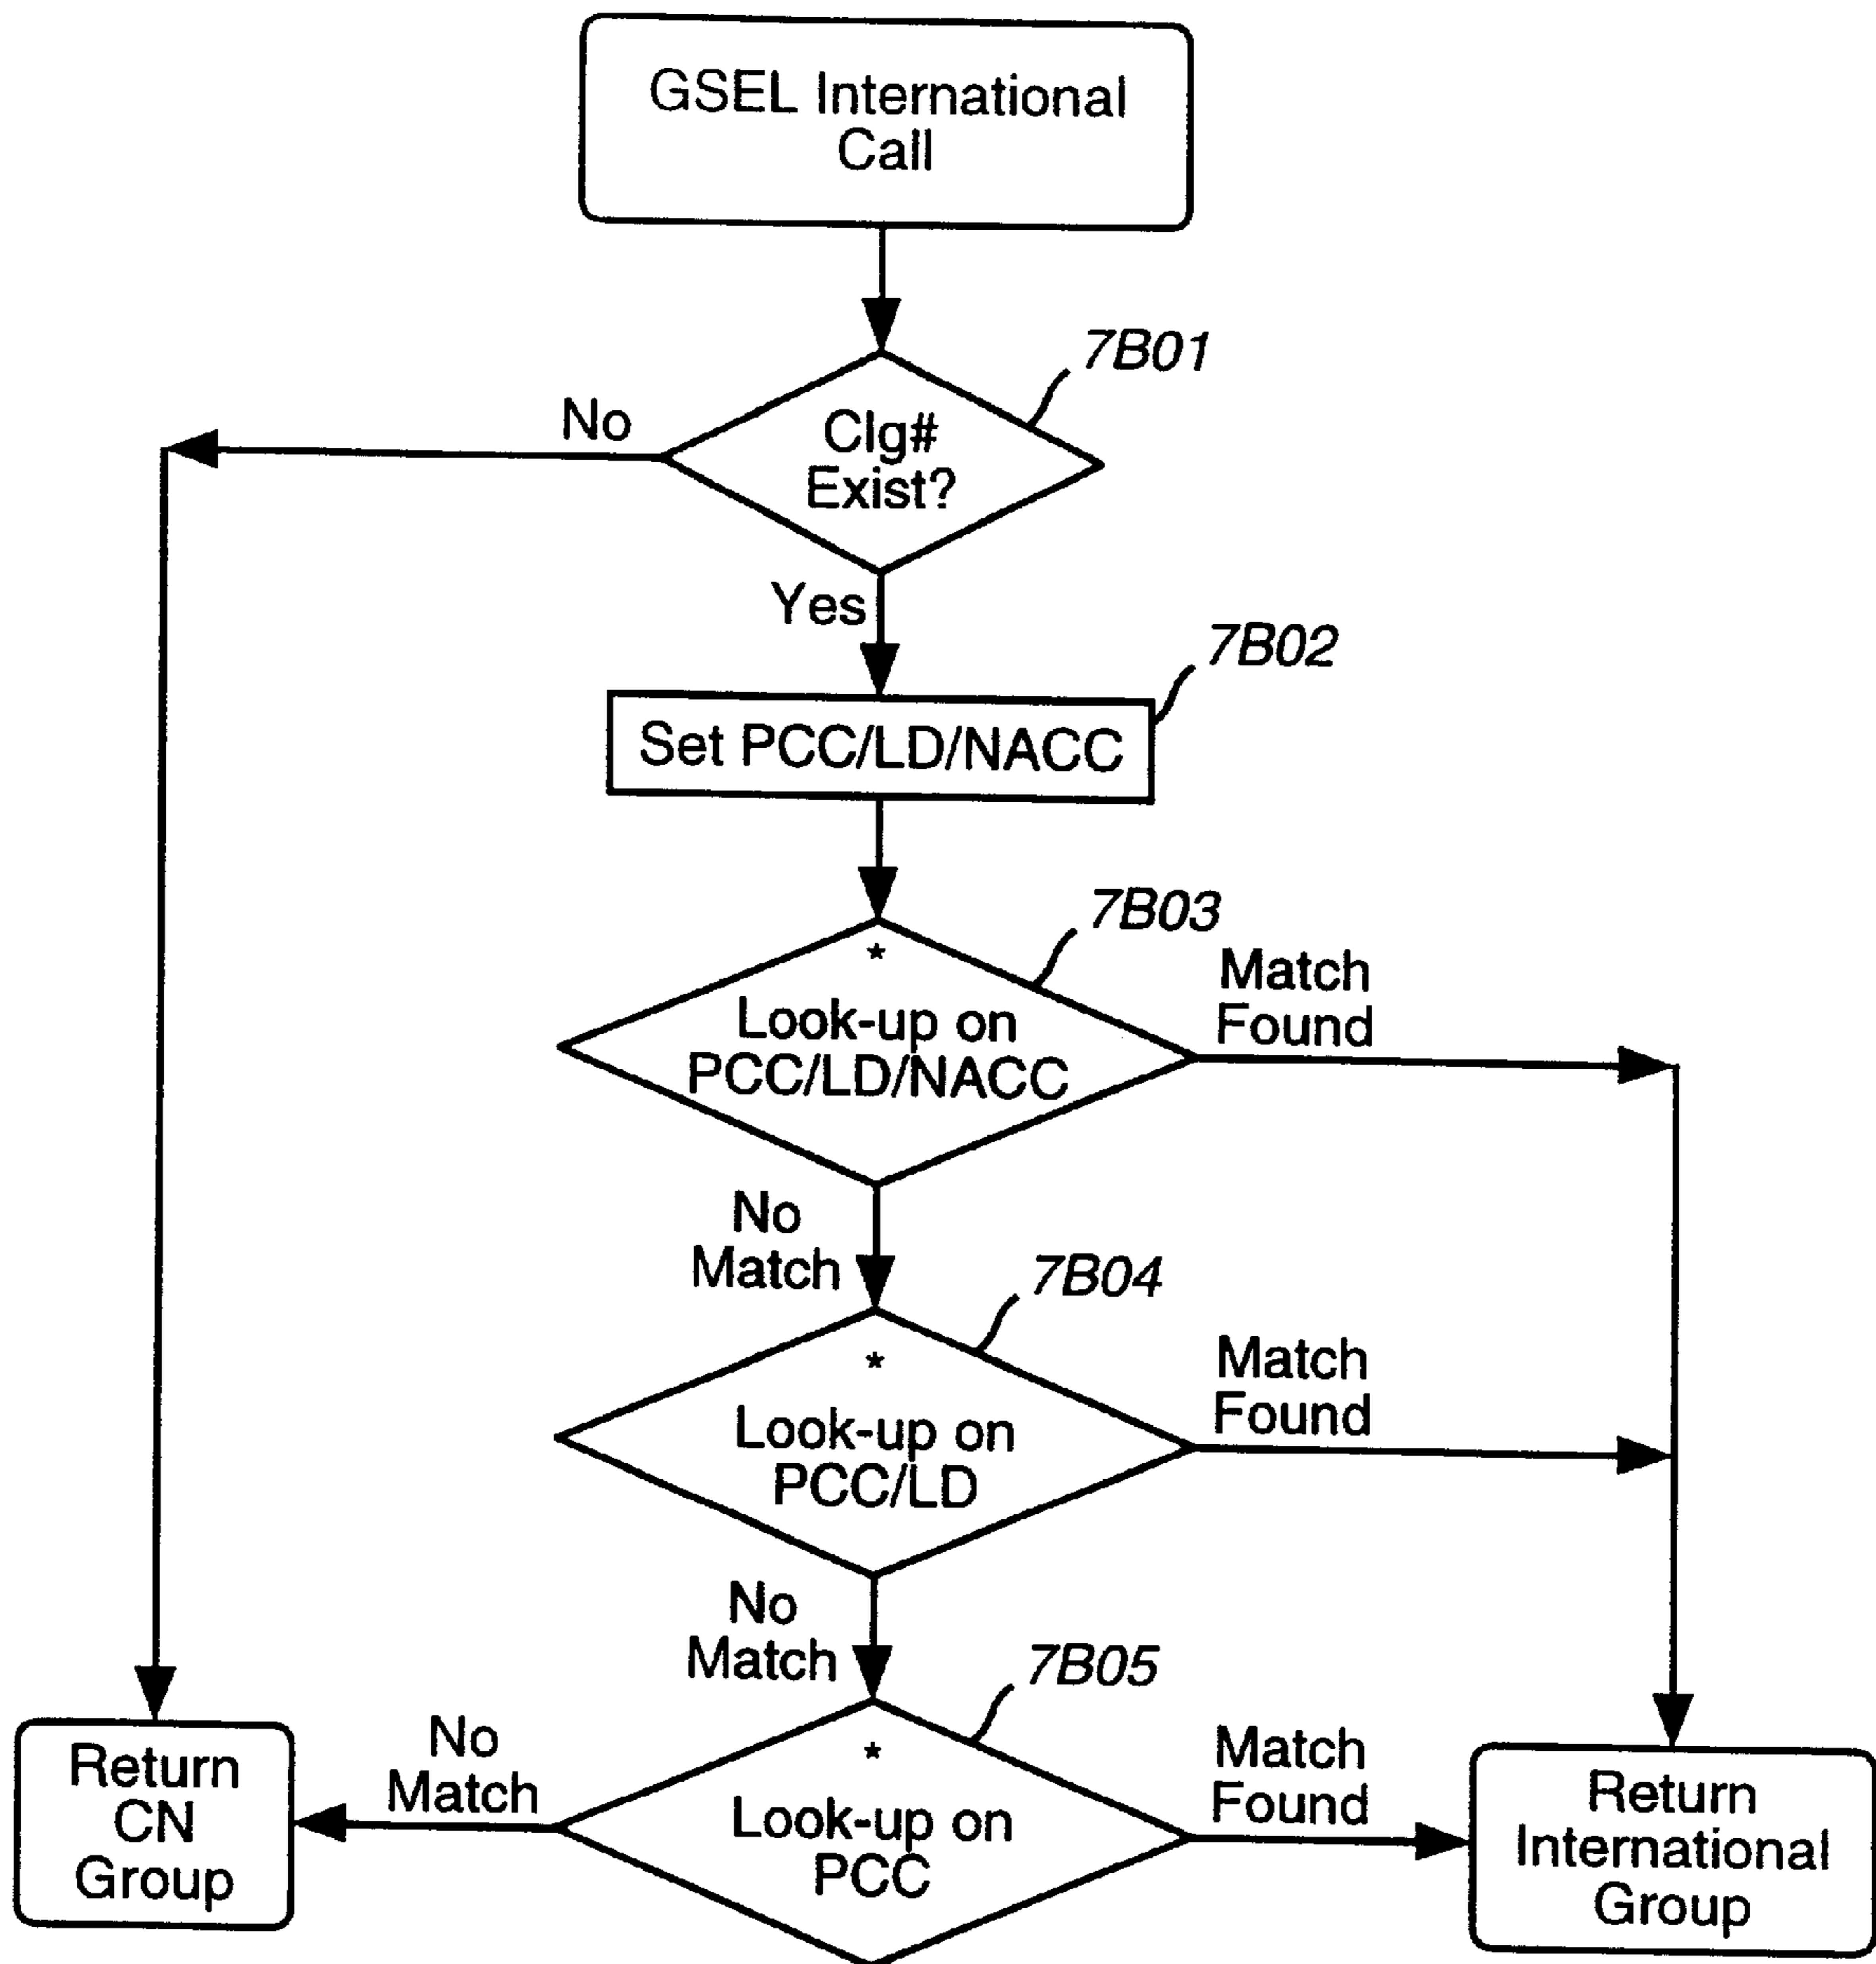 GSEL International
Call
7B01
No
Clg#
Exist?
Yes
7B02
Set PCC/LD/NACC
7B03
*
Look-up on
PCC/LD/NACC
Match
Found
No
Match
7B04
*
Look-up on
PCC/LD
Match
Found
No
Match
7B05
Return
CN
Group
No
Match
*
Look-up on
PCC
Match
Found
Return
International
Group